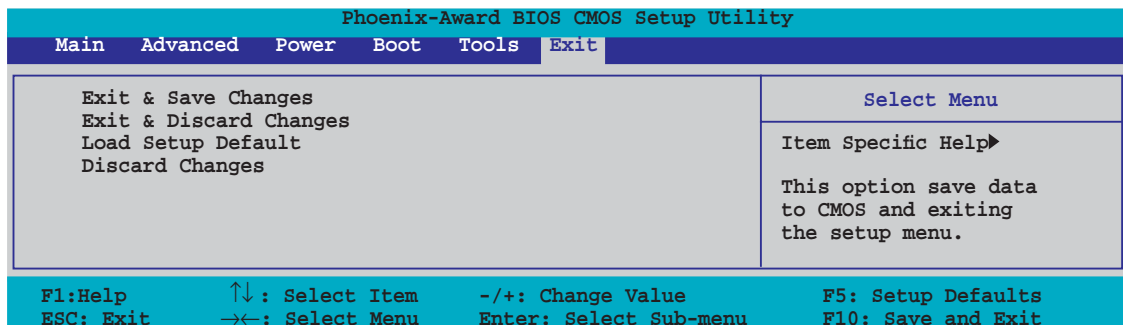 Phoenix-Award BIOS CMOS Setup Utility
Main Advanced Power Boot Tools Exit
Exit & Save Changes
Exit & Discard Changes
Load Setup Default
Discard Changes
Select Menu
Item Specific Help▶
This option save data
to CMOS and exiting
the setup menu.
F1:Help ↑↓: Select Item -/+: Change Value F5: Setup Defaults
ESC: Exit →←: Select Menu Enter: Select Sub-menu F10: Save and Exit